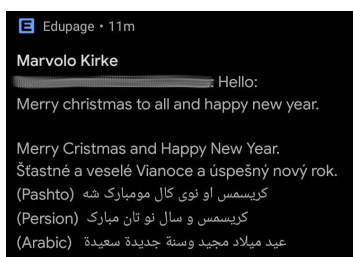 Edupage • 11m
Marvolo Kirke
: Hello:
Merry christmas to all and happy new year.
Merry Cristmas and Happy New Year.
Šťastné a veselé Vianoce a úspešný nový rok.
(Pashto) کریسمس او نوی کال مومبارک شه
(Persion) کریسمس و سال نو تان مبارک
(Arabic) عيد ميلاد مجيد وسنة جديدة سعيدة